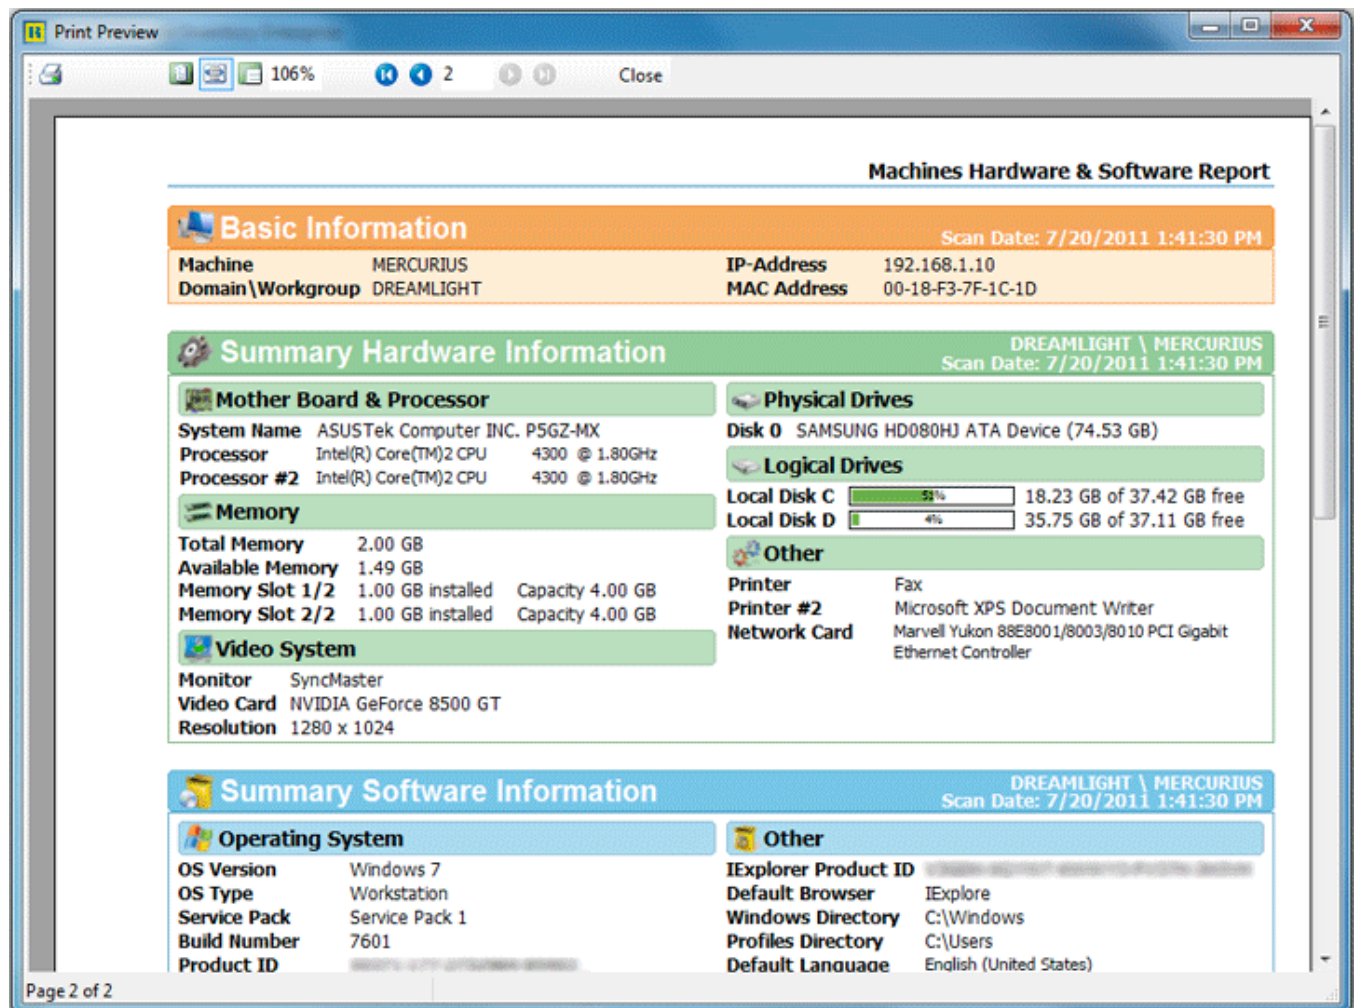 Print Preview
106%
2
Close
Machines Hardware & Software Report
Basic Information
Scan Date: 7/20/2011 1:41:30 PM
Machine MERCURIUS IP-Address 192.168.1.10
Domain\Workgroup DREAMLIGHT MAC Address 00-18-F3-7F-1C-1D
Summary Hardware Information
DREAMLIGHT \ MERCURIUS
Scan Date: 7/20/2011 1:41:30 PM
Mother Board & Processor
System Name ASUSTek Computer INC. P5GZ-MX
Processor Intel(R) Core(TM)2 CPU 4300 @ 1.80GHz
Processor #2 Intel(R) Core(TM)2 CPU 4300 @ 1.80GHz
Memory
Total Memory 2.00 GB
Available Memory 1.49 GB
Memory Slot 1/2 1.00 GB installed Capacity 4.00 GB
Memory Slot 2/2 1.00 GB installed Capacity 4.00 GB
Video System
Monitor SyncMaster
Video Card NVIDIA GeForce 8500 GT
Resolution 1280 x 1024
Physical Drives
Disk 0 SAMSUNG HD080HJ ATA Device (74.53 GB)
Logical Drives
Local Disk C 51% 18.23 GB of 37.42 GB free
Local Disk D 4% 35.75 GB of 37.11 GB free
Other
Printer Fax
Printer #2 Microsoft XPS Document Writer
Network Card Marvell Yukon 88E8001/8003/8010 PCI Gigabit
Ethernet Controller
Summary Software Information
DREAMLIGHT \ MERCURIUS
Scan Date: 7/20/2011 1:41:30 PM
Operating System
OS Version Windows 7
OS Type Workstation
Service Pack Service Pack 1
Build Number 7601
Product ID
Other
IExplorer Product ID
Default Browser IExplore
Windows Directory C:\Windows
Profiles Directory C:\Users
Default Language English (United States)
Page 2 of 2